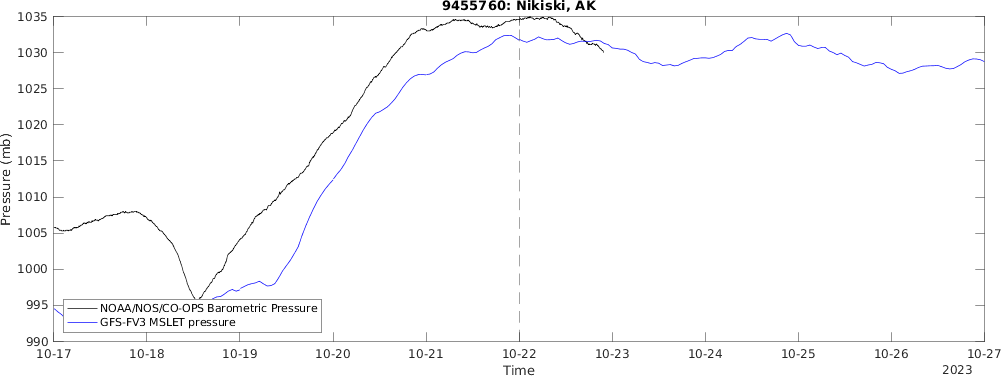 9455760: Nikiski, AK
Pressure (mb)
1035
1030
1025
1020
1015
1010
1005
1000
995
990
NOAA/NOS/CO-OPS Barometric Pressure
GFS-FV3 MSLET pressure
10-17 10-18 10-19 10-20 10-21 10-22 10-23 10-24 10-25 10-26 10-27
Time
2023